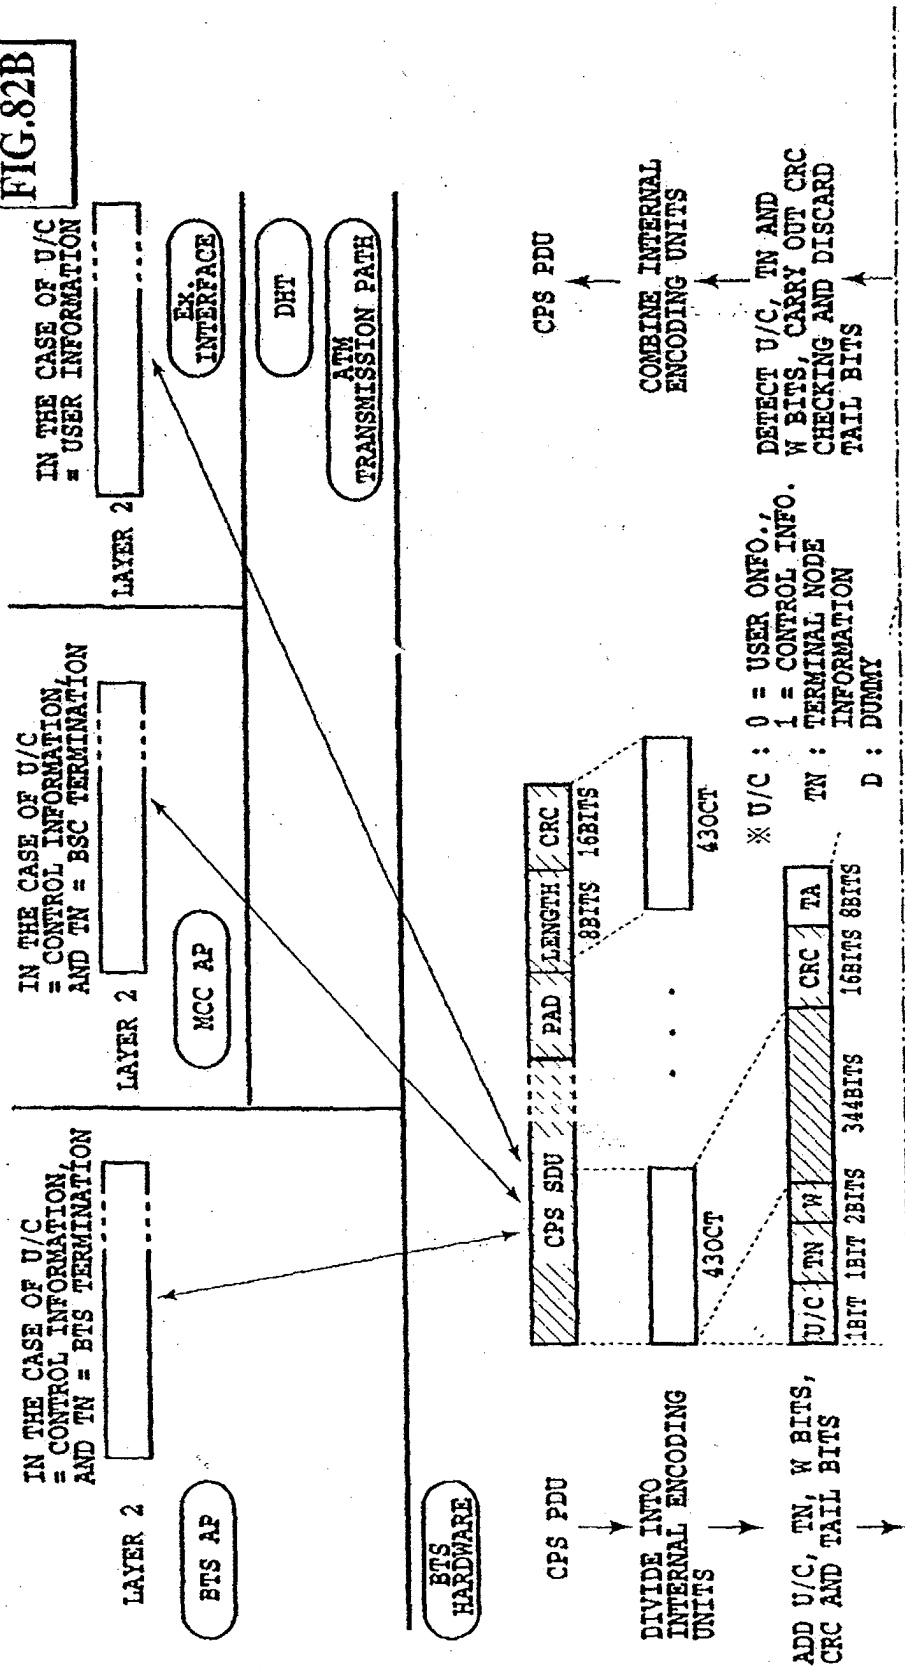 FIG.82B
IN THE CASE OF U/C
= CONTROL INFORMATION,
AND TN = BTS TERMINATION
LAYER 2
BTS AP
IN THE CASE OF U/C
= CONTROL INFORMATION,
AND TN = BSC TERMINATION
LAYER 2
MCC AP
IN THE CASE OF U/C
= USER INFORMATION
LAYER 2
EX.
INTERFACE
DHT
ATM
TRANSMISSION PATH
BTS
HARDWARE
CPS PDU
DIVIDE INTO
INTERNAL ENCODING
UNITS
ADD U/C, TN, W BITS,
CRC AND TAIL BITS
CPS SDU
PAD
LENGTH
CRC
8BITS
16BITS
43OCT
. . .
43OCT
U/C
TN
W
CRC
TA
1BIT
1BIT
2BITS
344BITS
16BITS
8BITS
※ U/C : 0 = USER ONFO.,
1 = CONTROL INFO.
TN : TERMINAL NODE
INFORMATION
D : DUMMY
CPS PDU
COMBINE INTERNAL
ENCODING UNITS
DETECT U/C, TN AND
W BITS, CARRY OUT CRC
CHECKING AND DISCARD
TAIL BITS